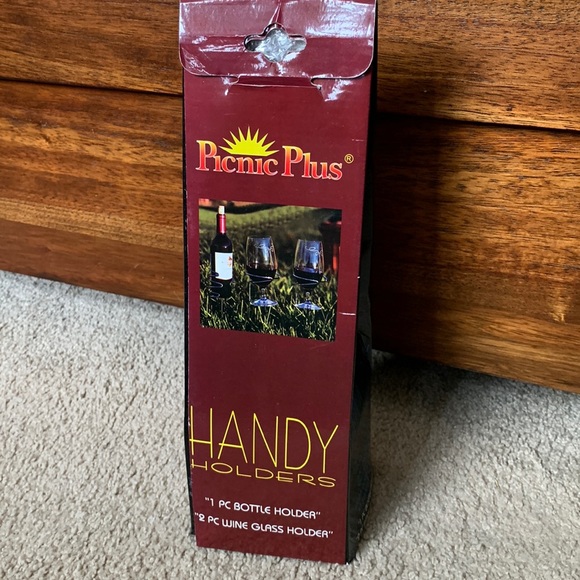 Picnic Plus®
HANDY
HOLDERS
"1 PC BOTTLE HOLDER"
"2 PC WINE GLASS HOLDER"